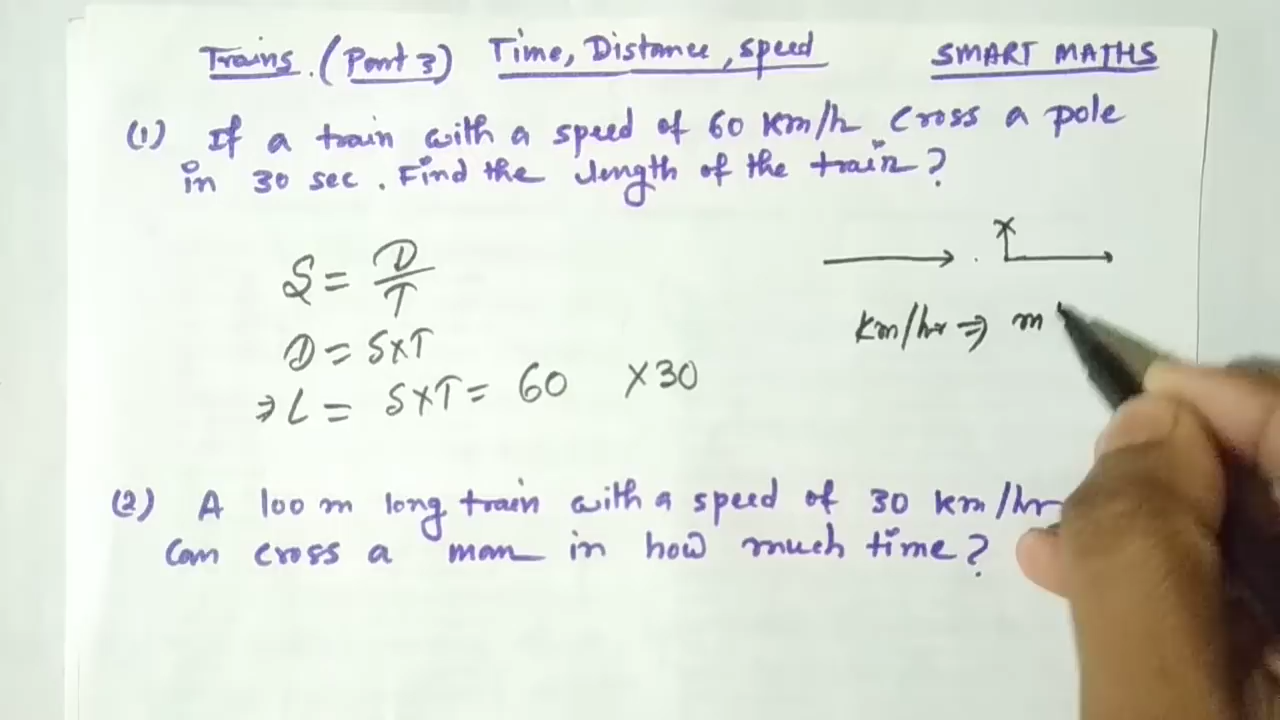 Trains. (Part 3) Time, Distance, speed SMART MATHS
(1) If a train with a speed of 60 Km/h cross a pole
in 30 sec. Find the length of the train?
S = D/T
D = S×T
⇒ L = S×T = 60 ×30
Km/hr ⇒ m
(2) A 100 m long train with a speed of 30 km/hr
Can cross a man in how much time?